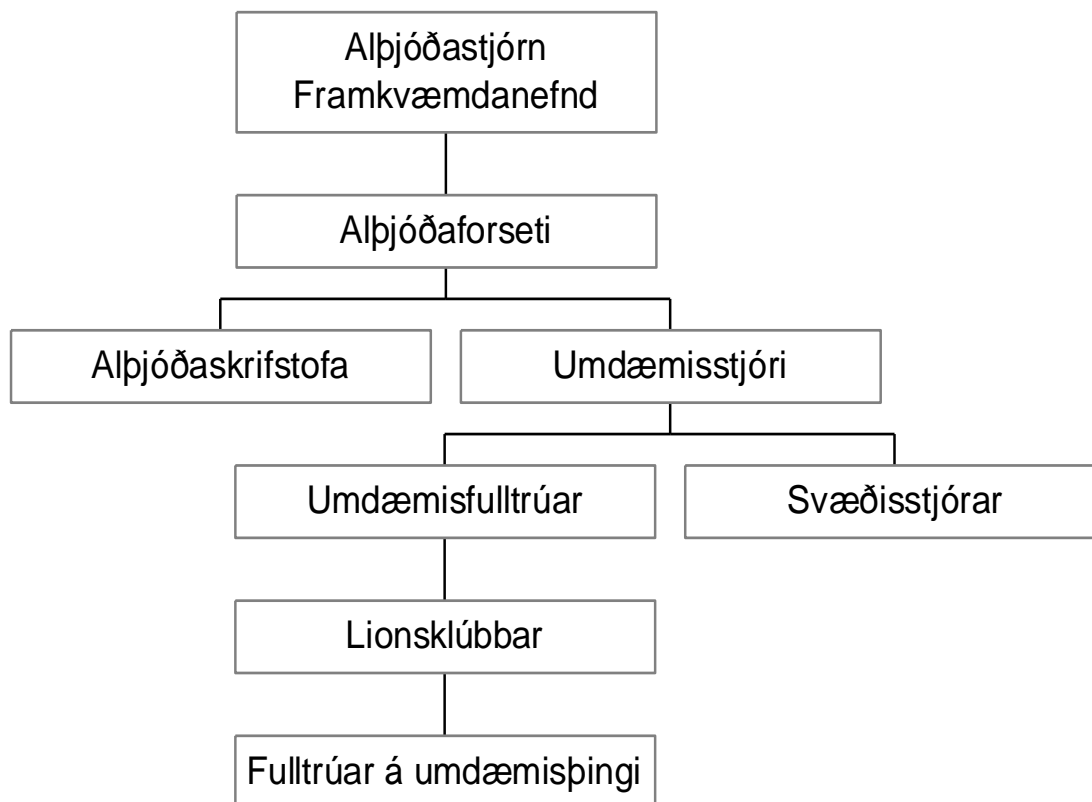 Alþjóðastjórn
Framkvæmdanefnd
Alþjóðaforseti
Alþjóðaskrifstofa
Umdæmisstjóri
Umdæmisfulltrúar
Svæðisstjórar
Lionsklúbbar
Fulltrúar á umdæmisþingi